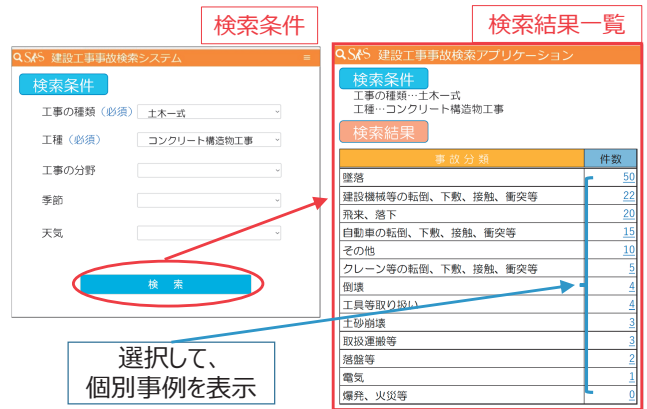 検索条件
検索結果一覧
SAS 建設工事事故検索システム
検索条件
工事の種類（必須） 土木一式
工種（必須） コンクリート構造物工事
工事の分野
季節
天気
検 索
選択して、
個別事例を表示
SAS 建設工事事故検索アプリケーション
検索条件
工事の種類…土木一式
工種…コンクリート構造物工事
検索結果
事故分類 件数
墜落 50
建設機械等の転倒、下敷、接触、衝突等 22
飛来、落下 20
自動車の転倒、下敷、接触、衝突等 15
その他 10
クレーン等の転倒、下敷、接触、衝突等 5
倒壊 4
工具等取り扱い 4
土砂崩壊 3
取扱運搬等 3
落盤等 2
電気 1
爆発、火災等 0